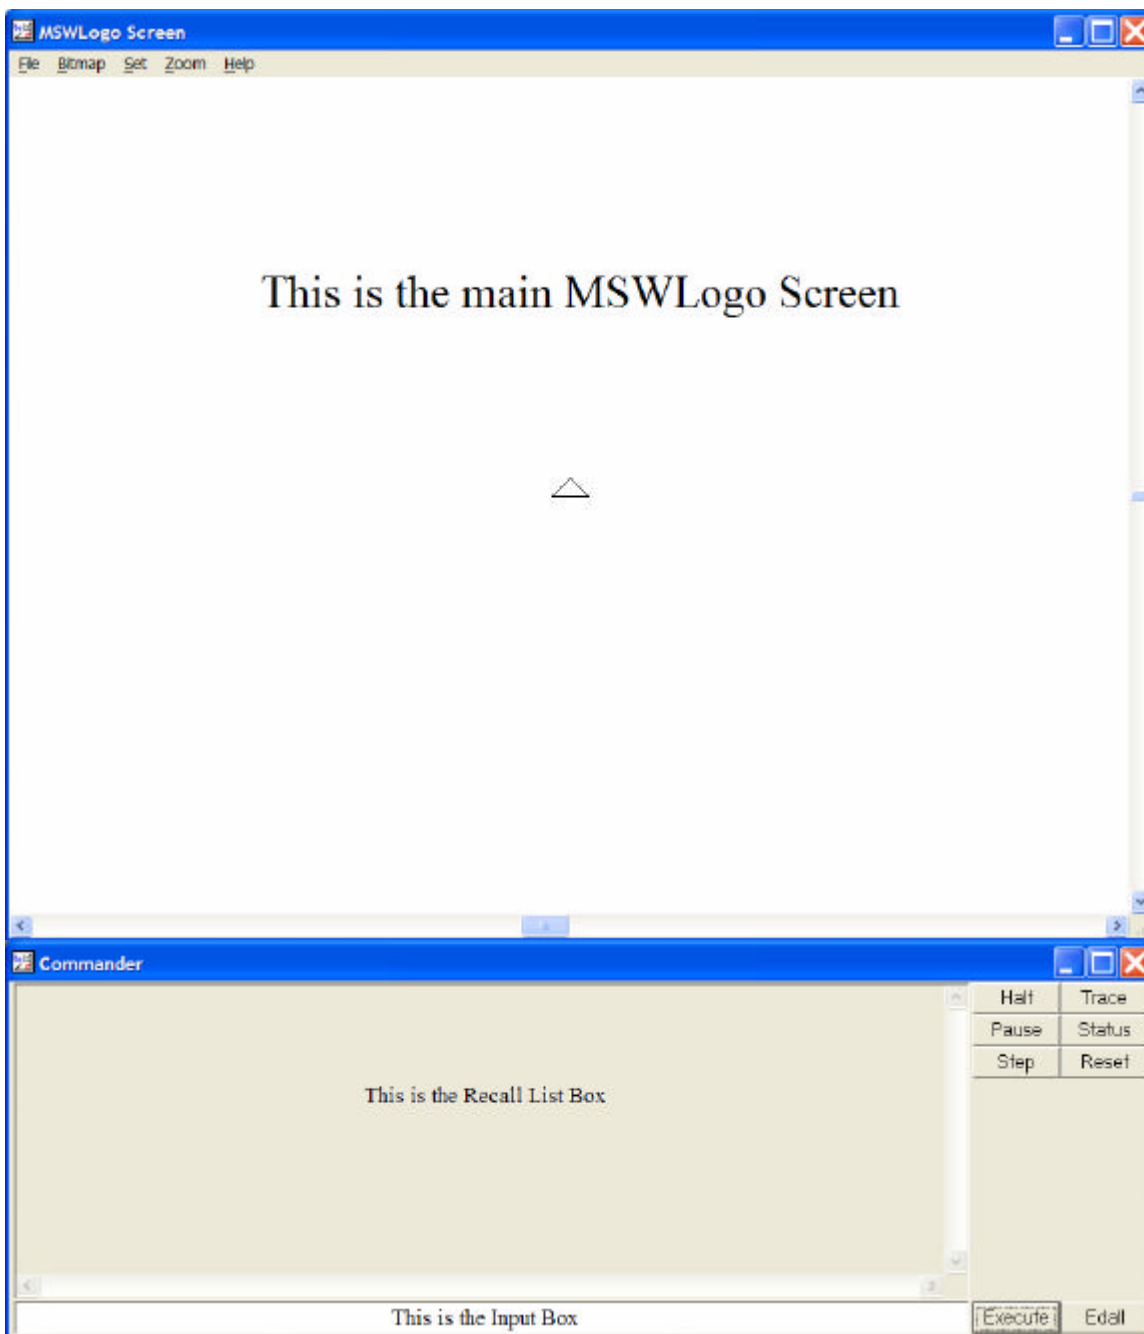 MSWLogo Screen
File Bitmap Set Zoom Help
This is the main MSWLogo Screen
Commander
Halt Trace
Pause Status
Step Reset
This is the Recall List Box
This is the Input Box
Execute Edall